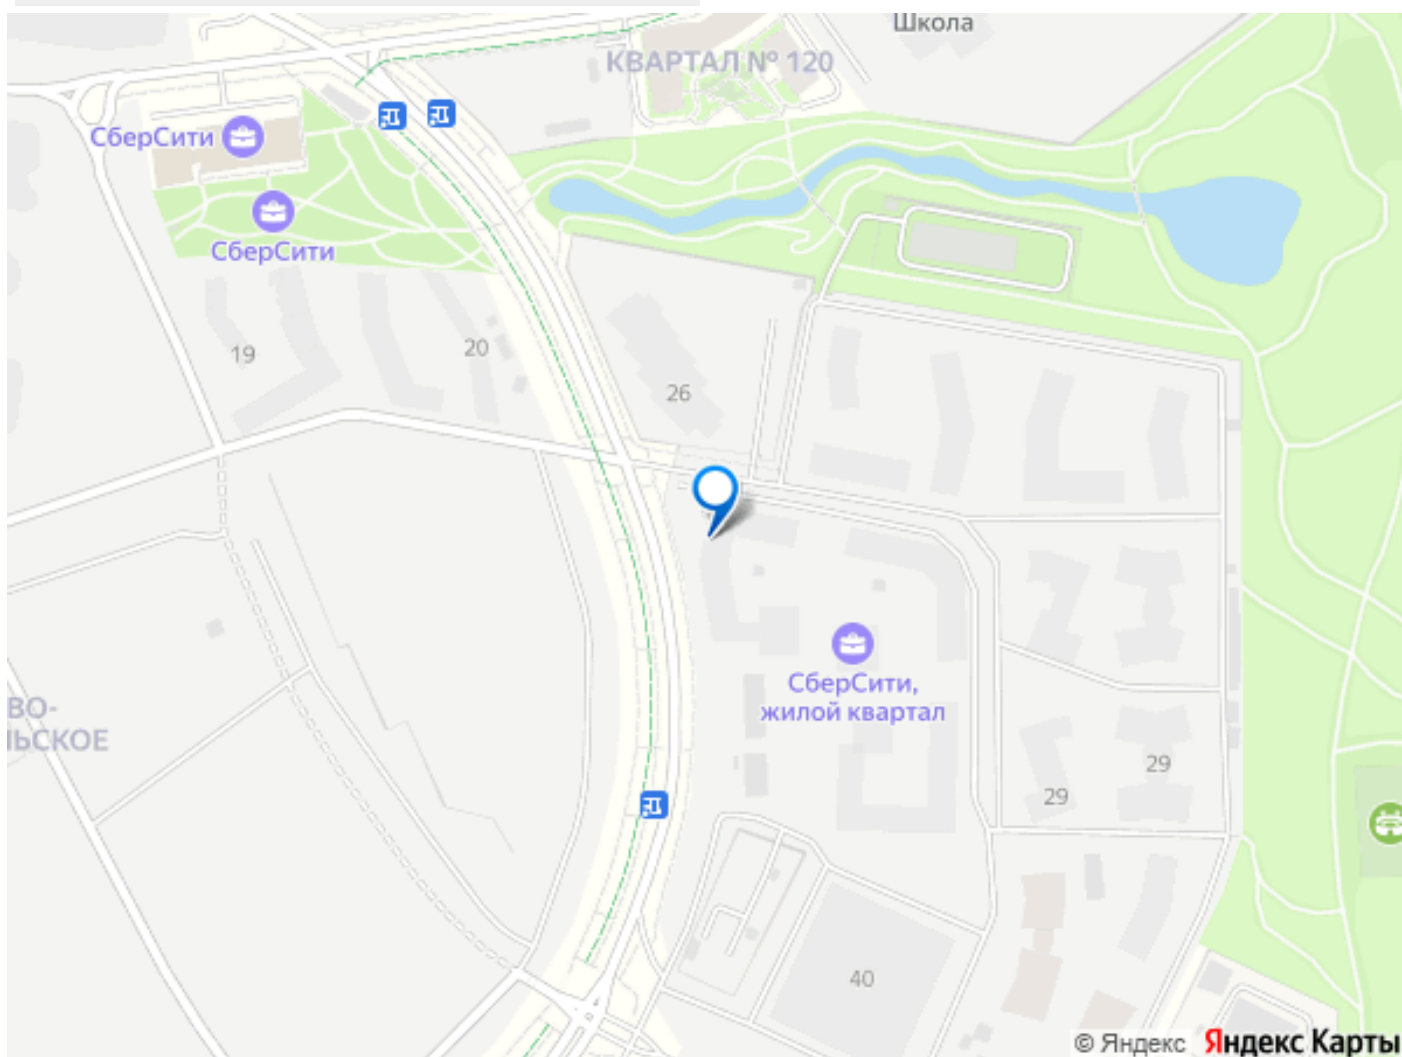 Школа
КВАРТАЛ № 120
СберСити
СберСити
19
20
26
СберСити,
жилой квартал
ВО-
ЛЬСКОЕ
29
29
40
© Яндекс Яндекс Карты